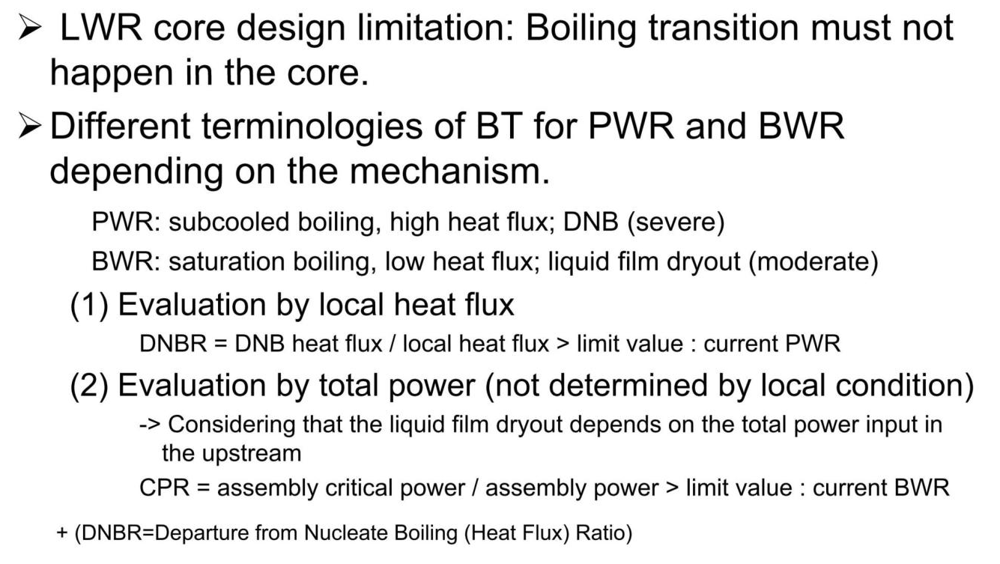 ➢ LWR core design limitation: Boiling transition must not
happen in the core.
➢ Different terminologies of BT for PWR and BWR
depending on the mechanism.
PWR: subcooled boiling, high heat flux; DNB (severe)
BWR: saturation boiling, low heat flux; liquid film dryout (moderate)
(1) Evaluation by local heat flux
DNBR = DNB heat flux / local heat flux > limit value : current PWR
(2) Evaluation by total power (not determined by local condition)
-> Considering that the liquid film dryout depends on the total power input in
the upstream
CPR = assembly critical power / assembly power > limit value : current BWR
+ (DNBR=Departure from Nucleate Boiling (Heat Flux) Ratio)